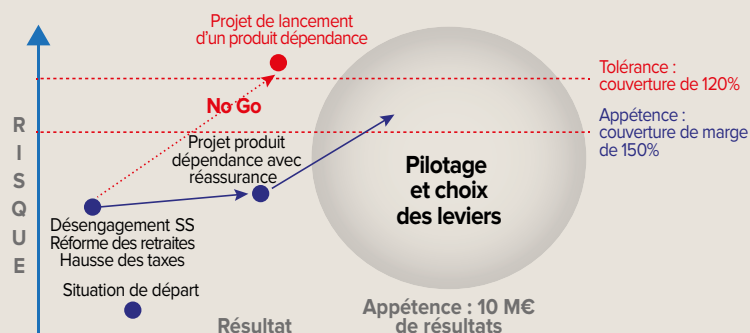 Projet de lancement
d'un produit dépendance
Tolérance :
couverture de 120%
No Go
Appétence :
couverture de marge
de 150%
RISQUE
Projet produit
dépendance avec
réassurance
Pilotage
et choix
des leviers
Désengagement SS
Réforme des retraites
Hausse des taxes
Situation de départ
Résultat
Appétence : 10 M€
de résultats